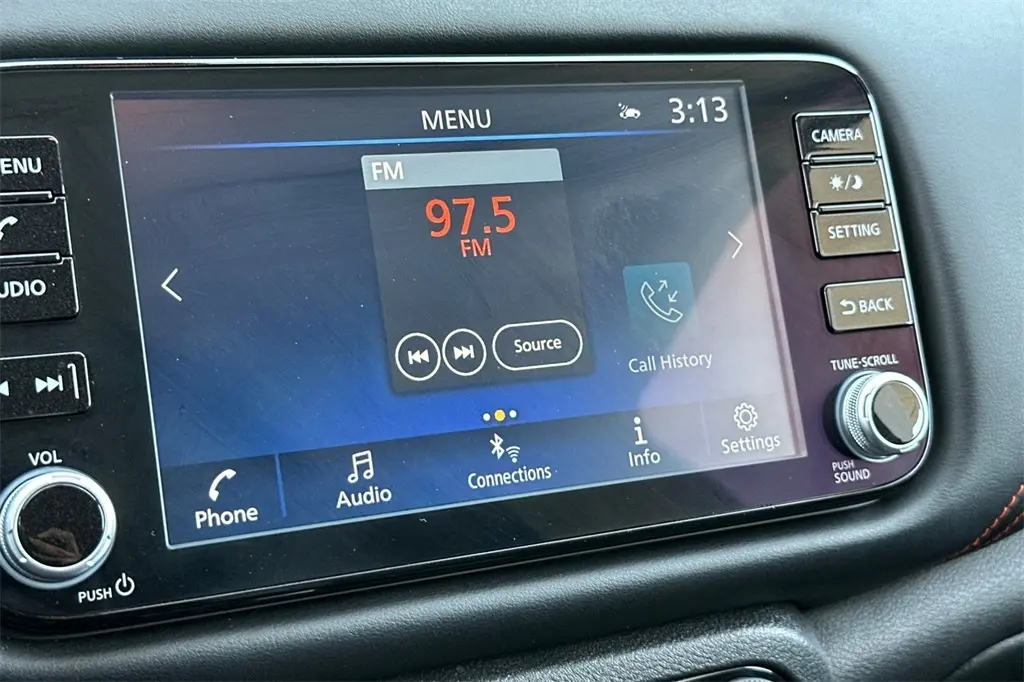 MENU
3:13
FM
97.5
FM
Source
Call History
Phone
Audio
Connections
Info
Settings
ENU
UDIO
VOL
PUSH
CAMERA
SETTING
BACK
TUNE·SCROLL
PUSH
SOUND